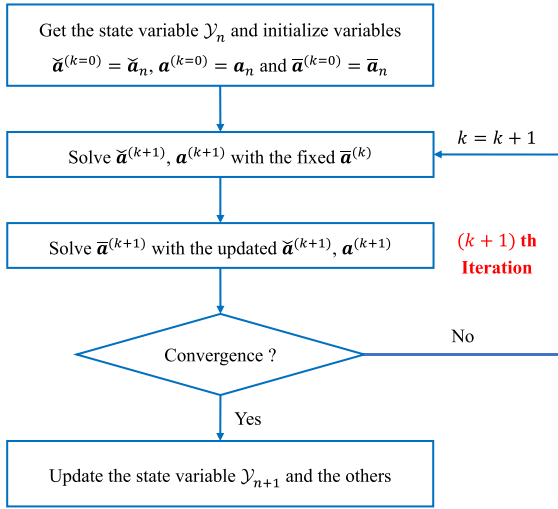 Get the state variable 𝒴ₙ and initialize variables
𝒂̆⁽ᵏ⁼⁰⁾ = 𝒂̆ₙ, 𝒂⁽ᵏ⁼⁰⁾ = 𝒂ₙ and 𝒂̅⁽ᵏ⁼⁰⁾ = 𝒂̅ₙ
Solve 𝒂̆⁽ᵏ⁺¹⁾, 𝒂⁽ᵏ⁺¹⁾ with the fixed 𝒂̅⁽ᵏ⁾
k = k + 1
Solve 𝒂̅⁽ᵏ⁺¹⁾ with the updated 𝒂̆⁽ᵏ⁺¹⁾, 𝒂⁽ᵏ⁺¹⁾
(k + 1) th
Iteration
Convergence ?
No
Yes
Update the state variable 𝒴ₙ₊₁ and the others